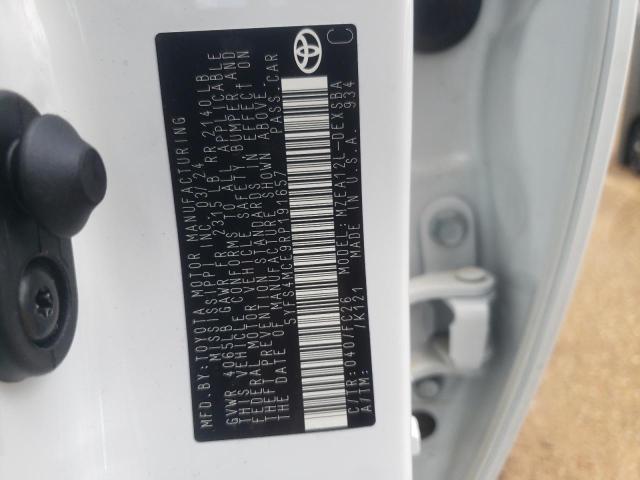 MFD.BY:TOYOTA MOTOR MANUFACTURING
MISSISSIPPI, INC. 03/24
GVWR 4065LB GAWR FR 2315 LB RR 2140LB
THIS VEHICLE CONFORMS TO ALL APPLICABLE
FEDERAL MOTOR VEHICLE SAFETY, BUMPER AND
THEFT PREVENTION STANDARDS IN EFFECT ON
THE DATE OF MANUFACTURE SHOWN ABOVE.
5YFS4MCE9RP191657 PASS.CAR
C
C/TR:0407/FC26 MODEL:MZEA12L-DEXSBA
A/TM: /K121 MADE IN U.S.A. 934